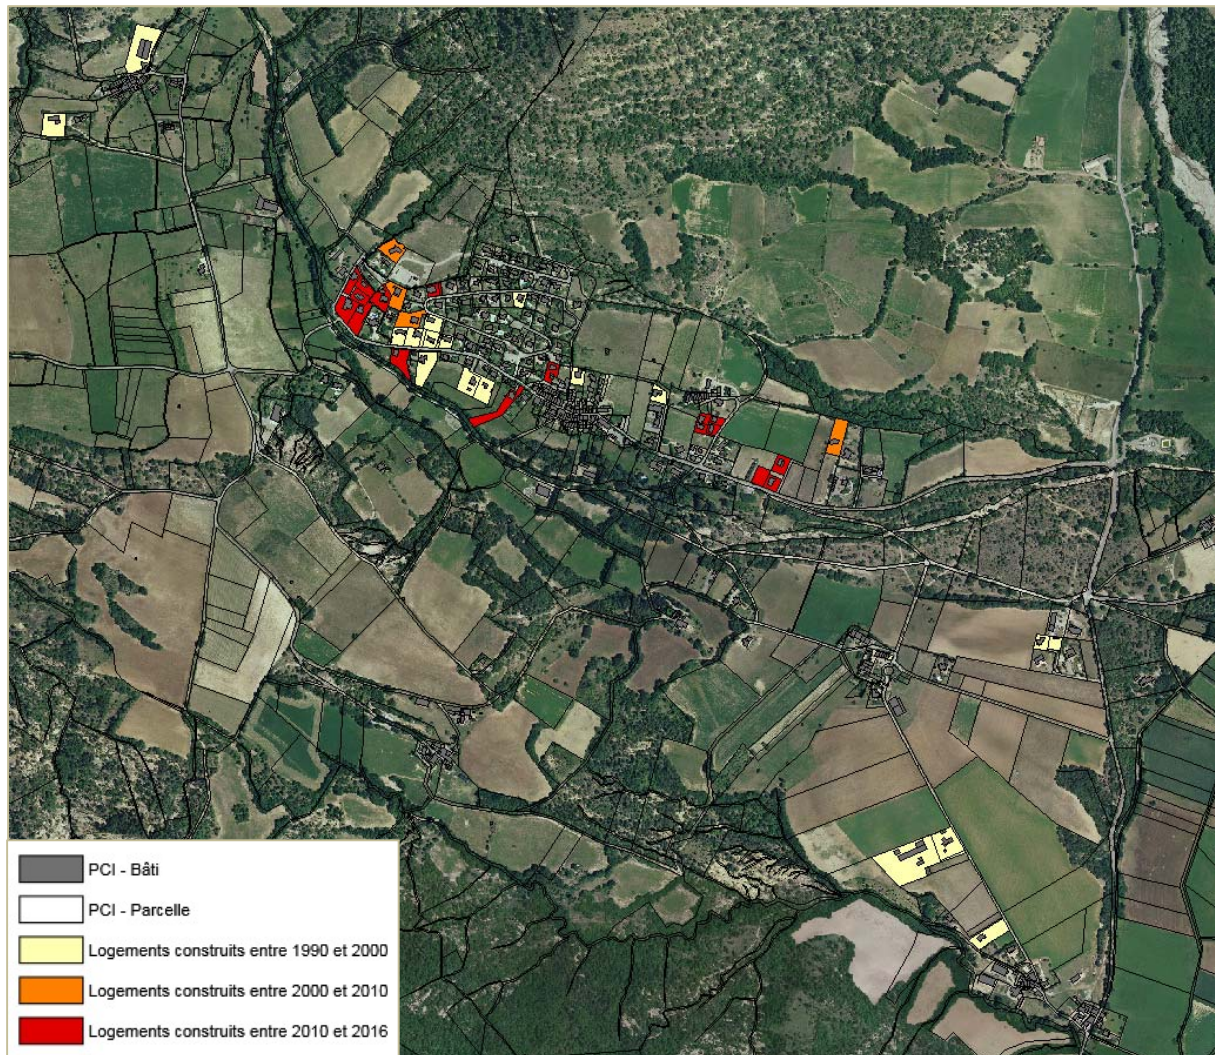 PCI - Bâti
PCI - Parcelle
Logements construits entre 1990 et 2000
Logements construits entre 2000 et 2010
Logements construits entre 2010 et 2016